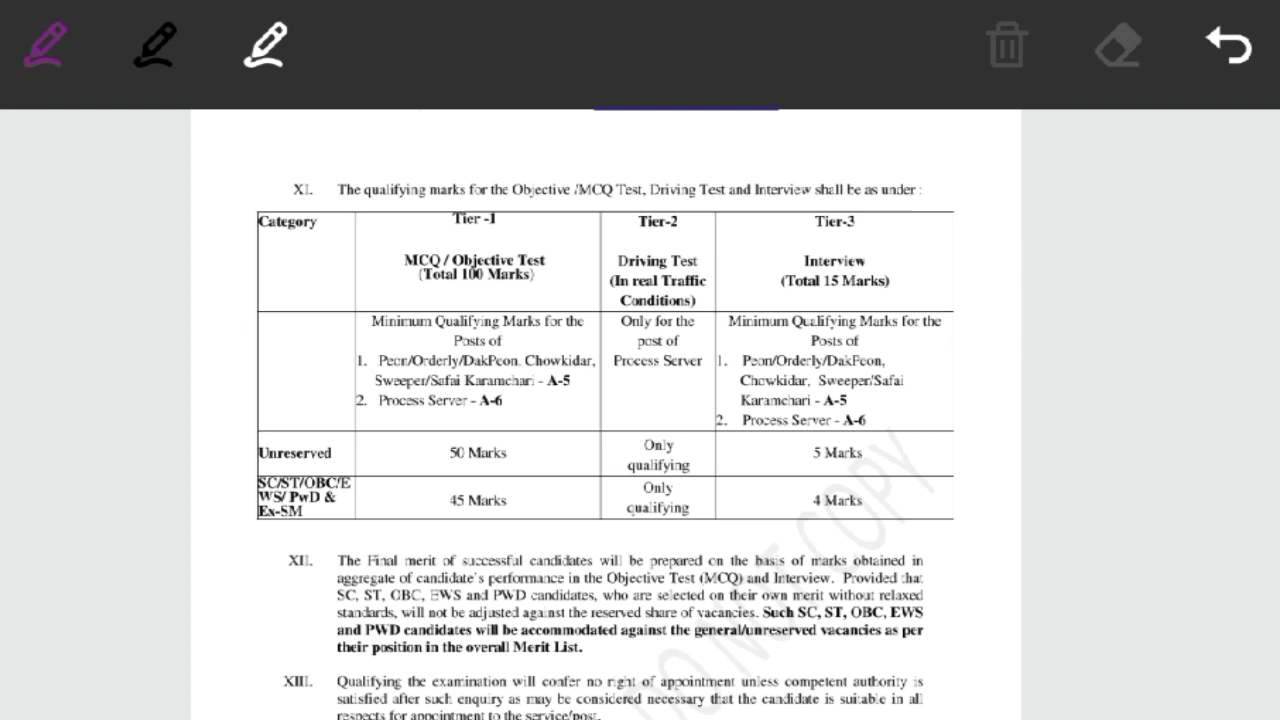 XI. The qualifying marks for the Objective /MCQ Test, Driving Test and Interview shall be as under :
Category
Tier -1
MCQ / Objective Test
(Total 100 Marks)
Tier-2
Driving Test
(In real Traffic
Conditions)
Tier-3
Interview
(Total 15 Marks)
Minimum Qualifying Marks for the
Posts of
1. Peon/Orderly/DakPeon, Chowkidar,
Sweeper/Safai Karamchari - A-5
2. Process Server - A-6
Only for the
post of
Process Server
Minimum Qualifying Marks for the
Posts of
1. Peon/Orderly/DakPeon,
Chowkidar, Sweeper/Safai
Karamchari - A-5
2. Process Server - A-6
Unreserved
50 Marks
Only
qualifying
5 Marks
SC/ST/OBC/E
WS/ PwD &
Ex-SM
45 Marks
Only
qualifying
4 Marks
XII. The Final merit of successful candidates will be prepared on the basis of marks obtained in
aggregate of candidate's performance in the Objective Test (MCQ) and Interview. Provided that
SC, ST, OBC, EWS and PWD candidates, who are selected on their own merit without relaxed
standards, will not be adjusted against the reserved share of vacancies. Such SC, ST, OBC, EWS
and PWD candidates will be accommodated against the general/unreserved vacancies as per
their position in the overall Merit List.
XIII. Qualifying the examination will confer no right of appointment unless competent authority is
satisfied after such enquiry as may be considered necessary that the candidate is suitable in all
respects for appointment to the service/post.
DO NOT COPY